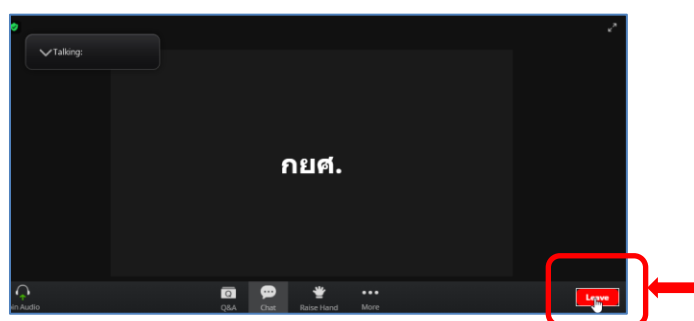 Talking:
กยศ.
in Audio
Q&A
Chat
Raise Hand
More
Leave